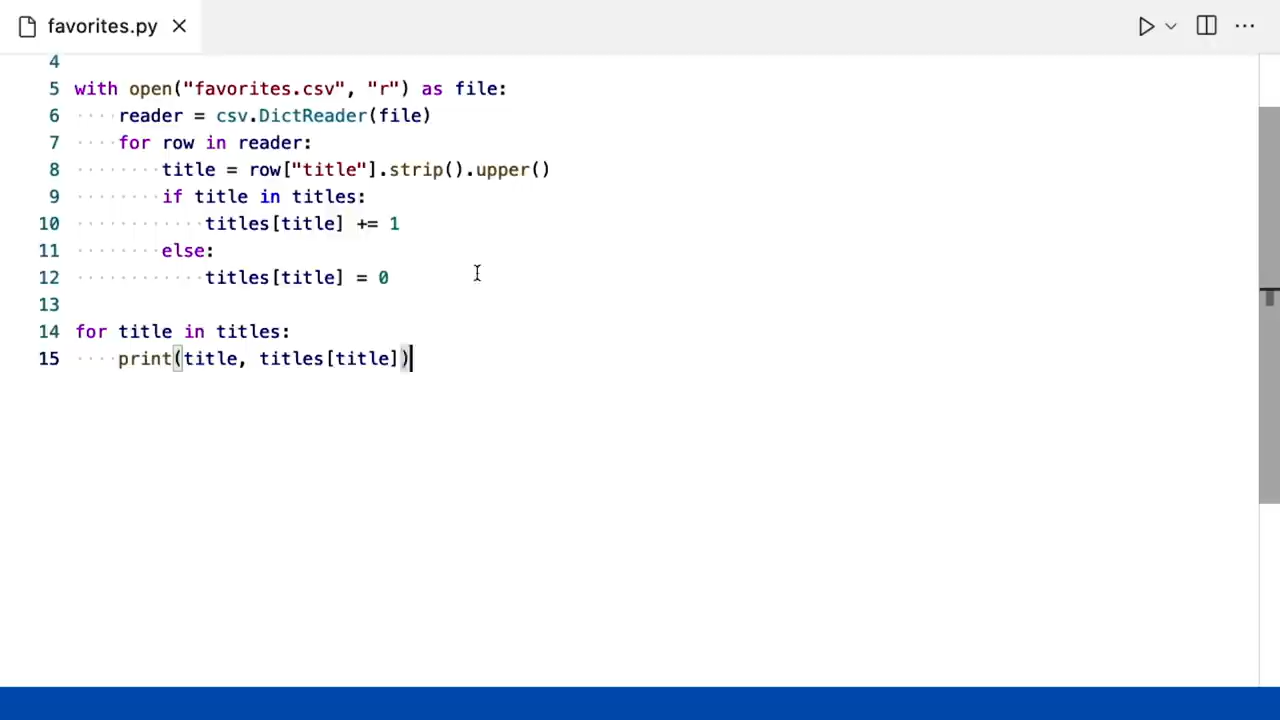 favorites.py
4
5 with open("favorites.csv", "r") as file:
6 reader = csv.DictReader(file)
7 for row in reader:
8 title = row["title"].strip().upper()
9 if title in titles:
10 titles[title] += 1
11 else:
12 titles[title] = 0
13
14 for title in titles:
15 print(title, titles[title])